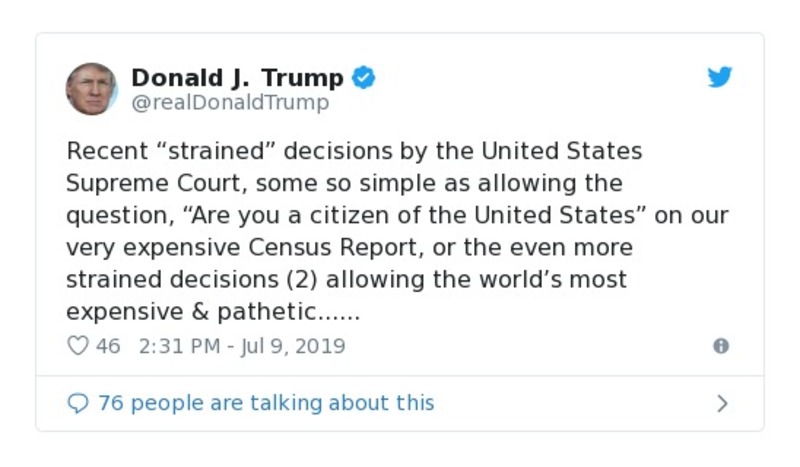 Donald J. Trump
@realDonaldTrump
Recent “strained” decisions by the United States
Supreme Court, some so simple as allowing the
question, “Are you a citizen of the United States” on our
very expensive Census Report, or the even more
strained decisions (2) allowing the world’s most
expensive & pathetic......
46 2:31 PM - Jul 9, 2019
76 people are talking about this